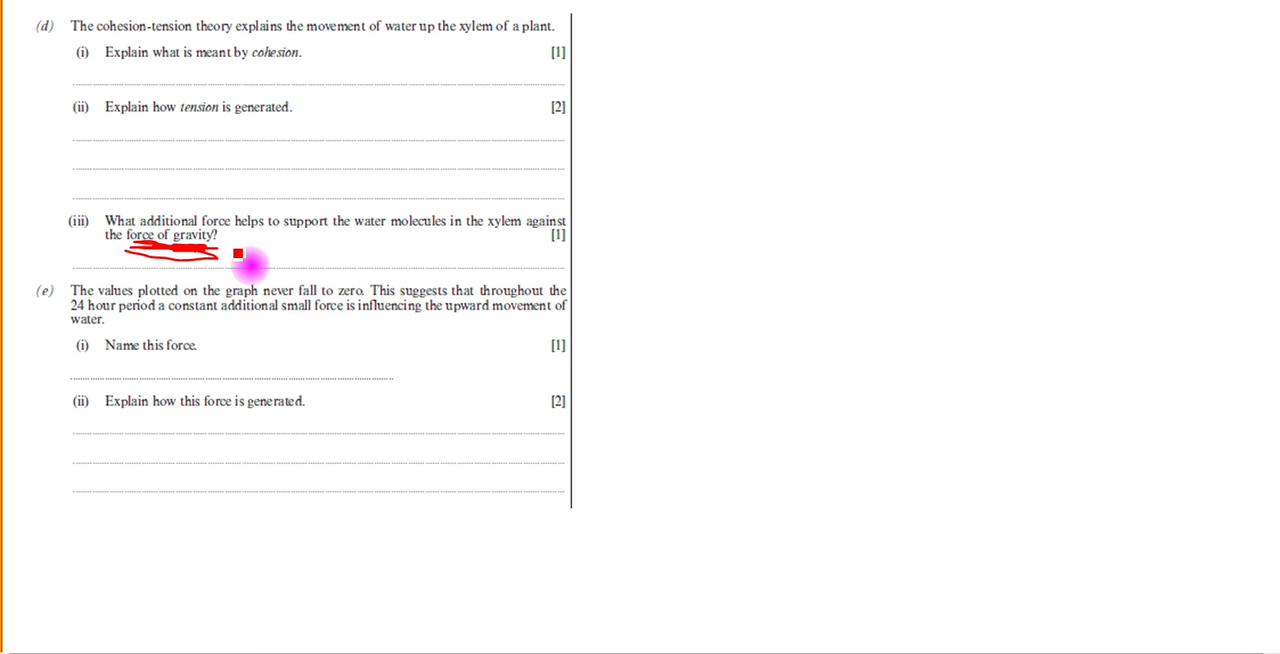 (d) The cohesion-tension theory explains the movement of water up the xylem of a plant.
(i) Explain what is meant by cohesion. [1]
(ii) Explain how tension is generated. [2]
(iii) What additional force helps to support the water molecules in the xylem against
the force of gravity? [1]
(e) The values plotted on the graph never fall to zero. This suggests that throughout the
24 hour period a constant additional small force is influencing the upward movement of
water.
(i) Name this force. [1]
(ii) Explain how this force is generated. [2]